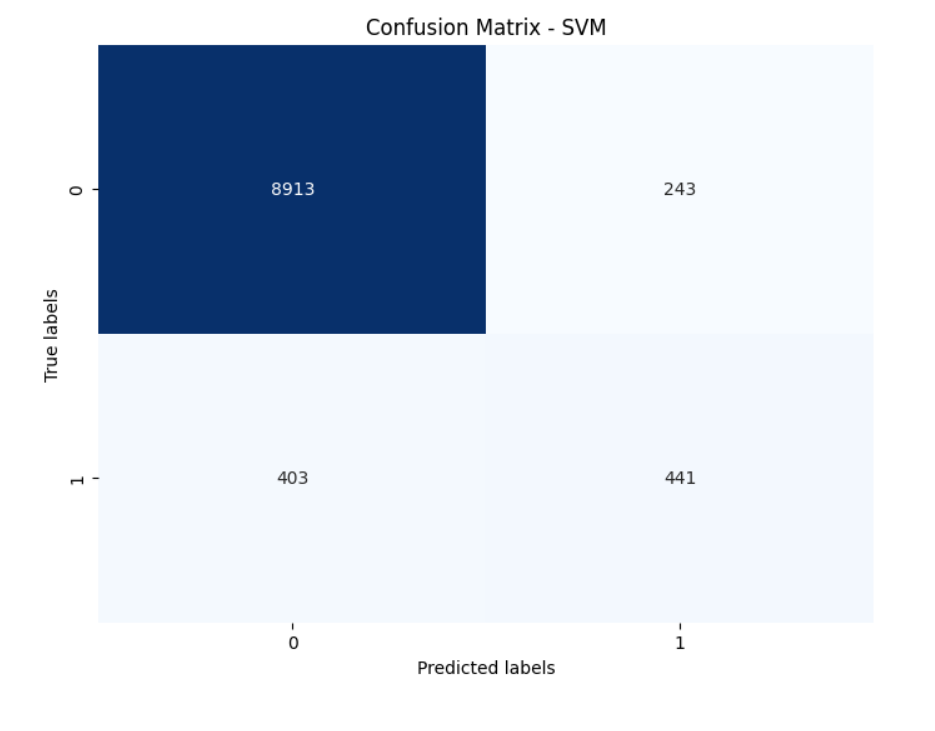 Confusion Matrix - SVM
0
8913
243
True labels
1
403
441
0
1
Predicted labels